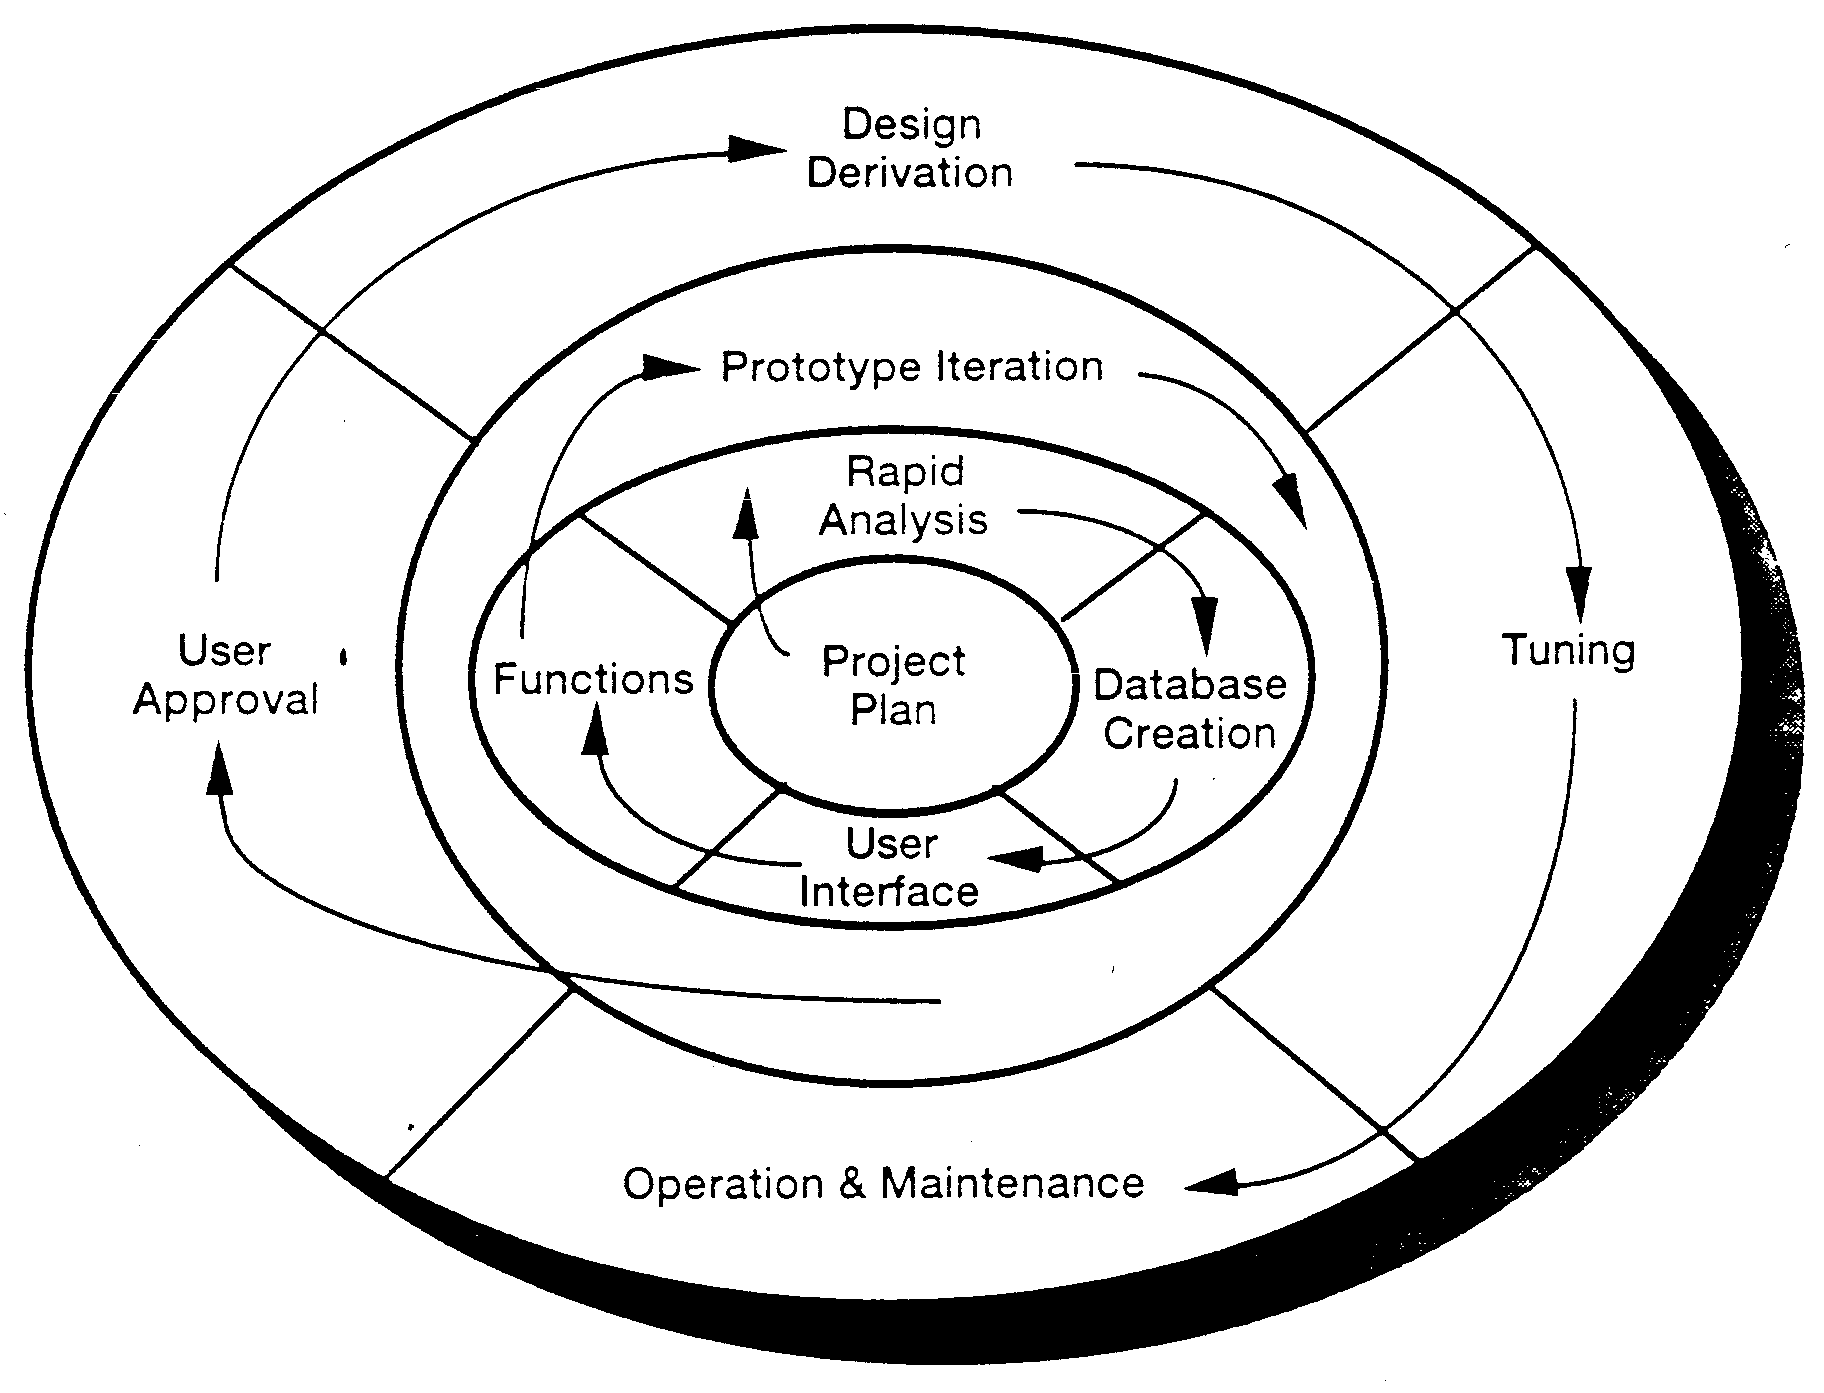 Design
Derivation
Prototype Iteration
Rapid
Analysis
User
Approval
Functions
Project
Plan
Database
Creation
Tuning
User
Interface
Operation & Maintenance